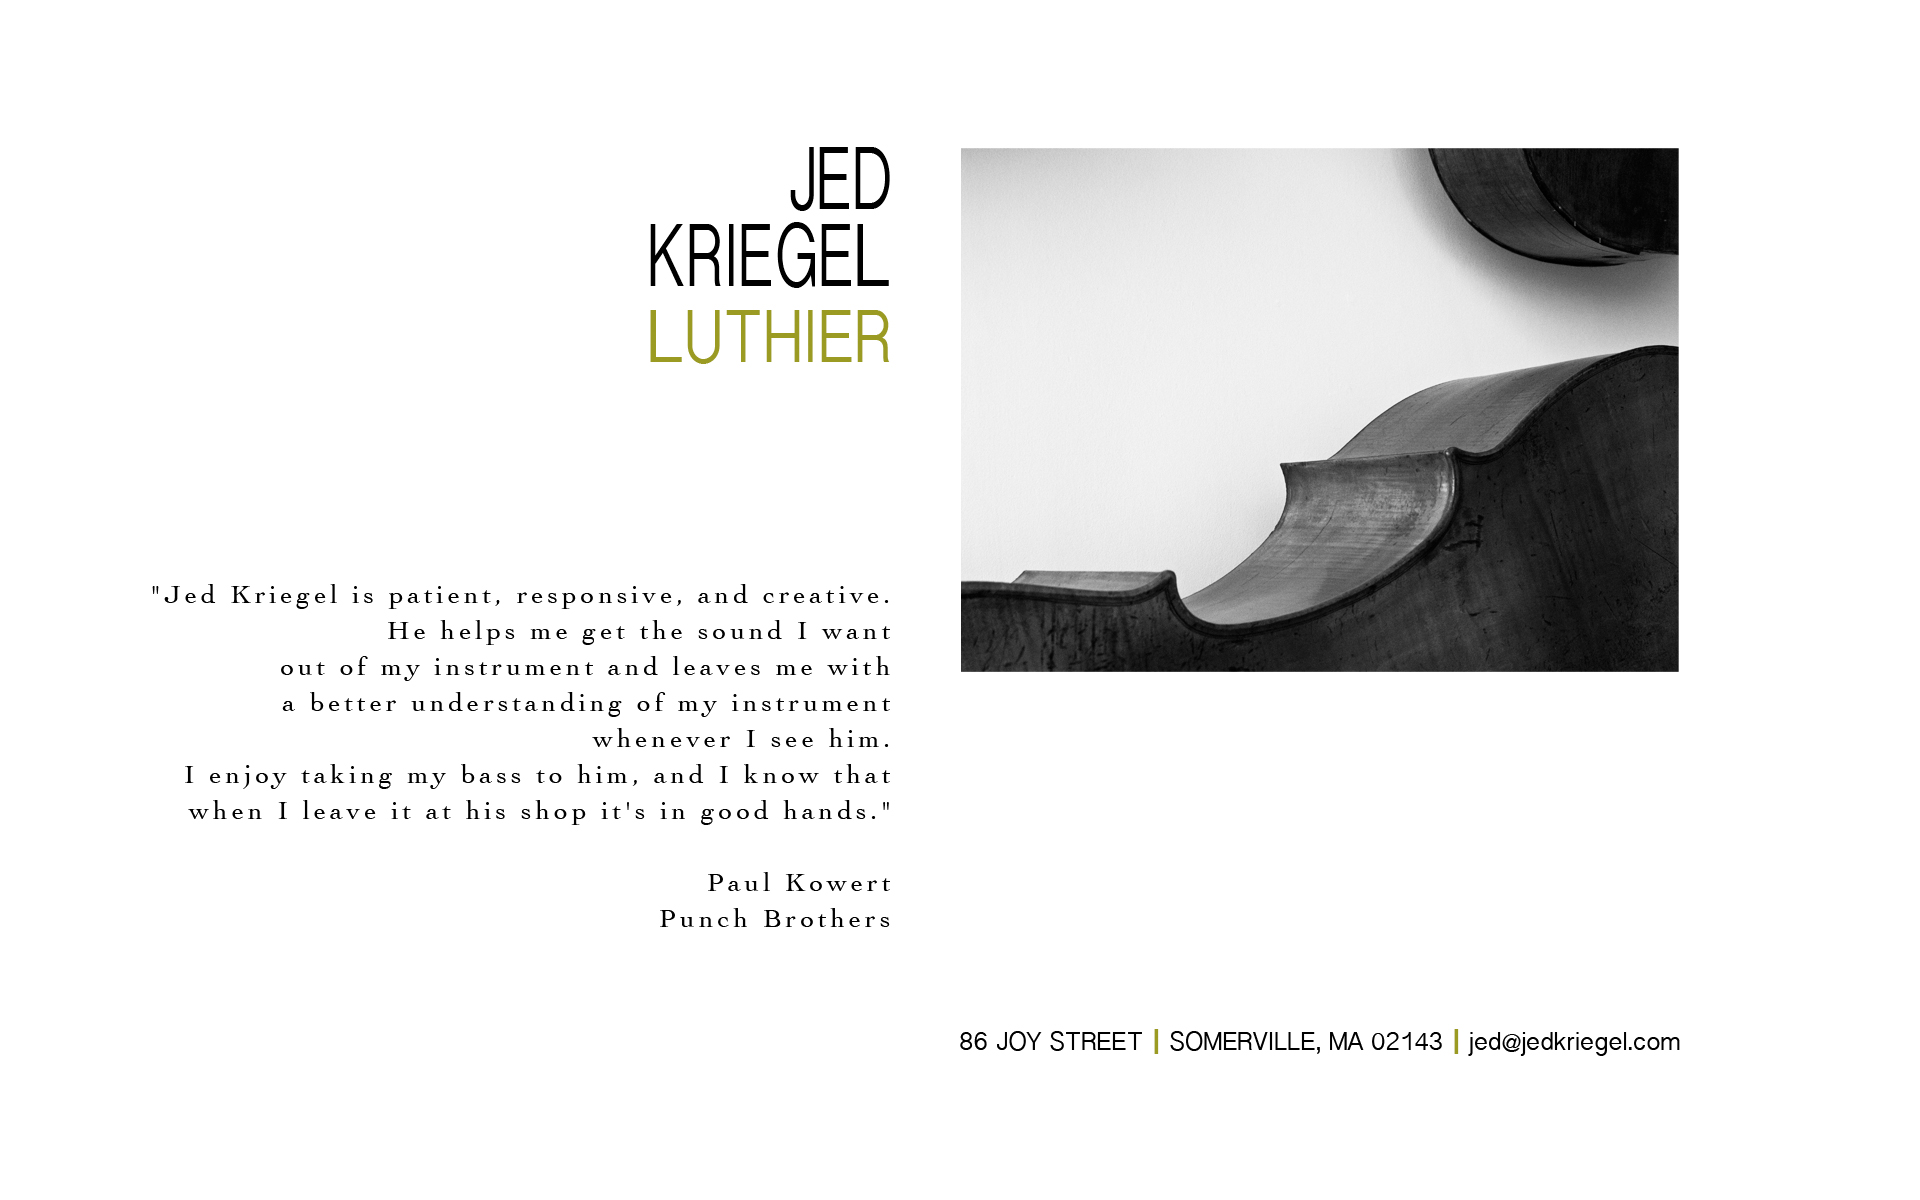 JED
KRIEGEL
LUTHIER
"Jed Kriegel is patient, responsive, and creative.
He helps me get the sound I want
out of my instrument and leaves me with
a better understanding of my instrument
whenever I see him.
I enjoy taking my bass to him, and I know that
when I leave it at his shop it's in good hands."
Paul Kowert
Punch Brothers
86 JOY STREET | SOMERVILLE, MA 02143 | jed@jedkriegel.com